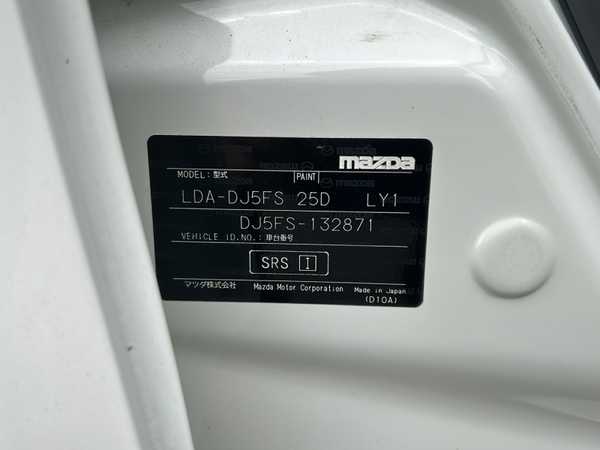 mazda
MODEL: 型式 PAINT
LDA-DJ5FS 25D LY1
DJ5FS-132871
VEHICLE ID.NO.: 車台番号
SRS I
マツダ株式会社 Mazda Motor Corporation Made in Japan
(D10A)